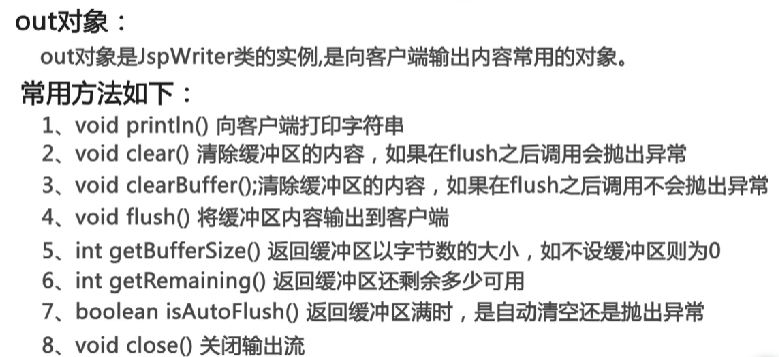 out对象：
out对象是JspWriter类的实例,是向客户端输出内容常用的对象。
常用方法如下：
1、void println() 向客户端打印字符串
2、void clear() 清除缓冲区的内容，如果在flush之后调用会抛出异常
3、void clearBuffer();清除缓冲区的内容，如果在flush之后调用不会抛出异常
4、void flush() 将缓冲区内容输出到客户端
5、int getBufferSize() 返回缓冲区以字节数的大小，如不设缓冲区则为0
6、int getRemaining() 返回缓冲区还剩余多少可用
7、boolean isAutoFlush() 返回缓冲区满时，是自动清空还是抛出异常
8、void close() 关闭输出流